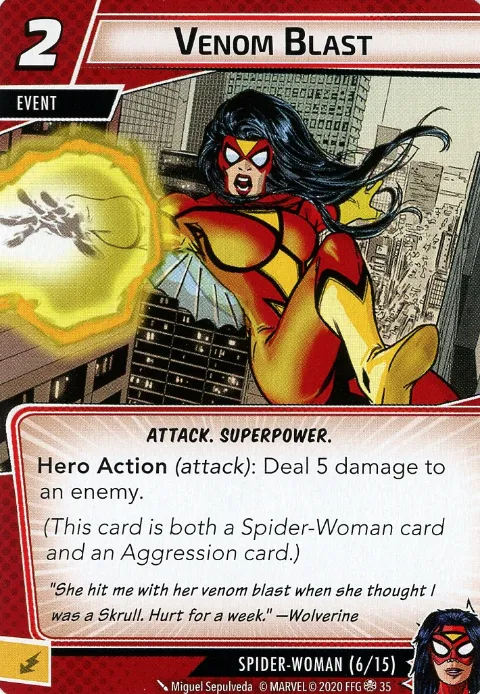 2
VENOM BLAST
EVENT
ATTACK. SUPERPOWER.
Hero Action (attack): Deal 5 damage to
an enemy.
(This card is both a Spider-Woman card
and an Aggression card.)
"She hit me with her venom blast when she thought I
was a Skrull. Hurt for a week." —Wolverine
SPIDER-WOMAN (6/15)
Miguel Sepulveda © MARVEL © 2020 FFG 35